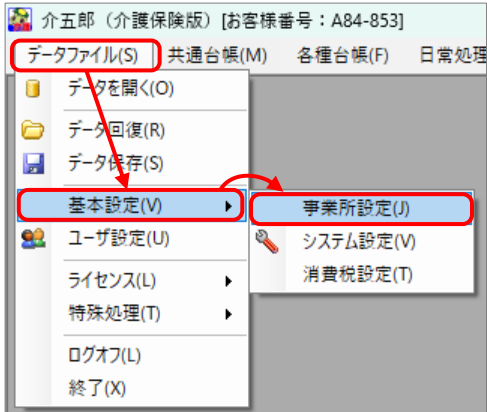 介五郎（介護保険版）[お客様番号：A84-853]
データファイル(S) 共通台帳(M) 各種台帳(F) 日常処理
データを開く(O)
データ回復(R)
データ保存(S)
基本設定(V) 事業所設定(J)
ユーザ設定(U) システム設定(V)
ライセンス(L) 消費税設定(T)
特殊処理(T)
ログオフ(L)
終了(X)